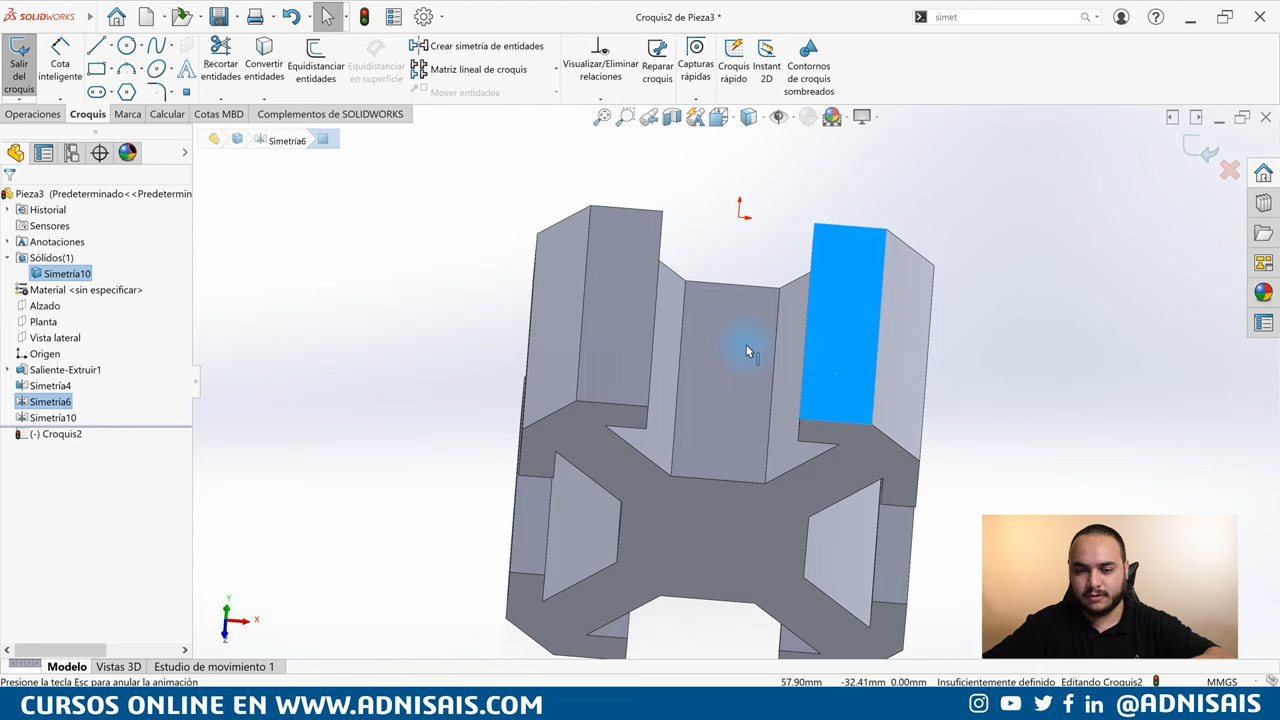 SOLIDWORKS
Croquis2 de Pieza3 *
simet
Salir del croquis
Cota inteligente
Recortar entidades
Convertir entidades
Equidistanciar entidades
Equidistanciar en superficie
Crear simetría de entidades
Matriz lineal de croquis
Mover entidades
Visualizar/Eliminar relaciones
Reparar croquis
Capturas rápidas
Croquis rápido
Instant 2D
Contornos de croquis sombreados
Operaciones
Croquis
Marca
Calcular
Cotas MBD
Complementos de SOLIDWORKS
Simetría6
Pieza3 (Predeterminado<<Predetermin
Historial
Sensores
Anotaciones
Sólidos(1)
Simetría10
Material <sin especificar>
Alzado
Planta
Vista lateral
Origen
Saliente-Extruir1
Simetría4
Simetría6
Simetría10
(-) Croquis2
Y
X
Z
Modelo
Vistas 3D
Estudio de movimiento 1
Presione la tecla Esc para anular la animación
57.90mm
-32.41mm
0.00mm
Insuficientemente definido
Editando Croquis2
MMGS
CURSOS ONLINE EN WWW.ADNISAIS.COM
@ADNISAIS